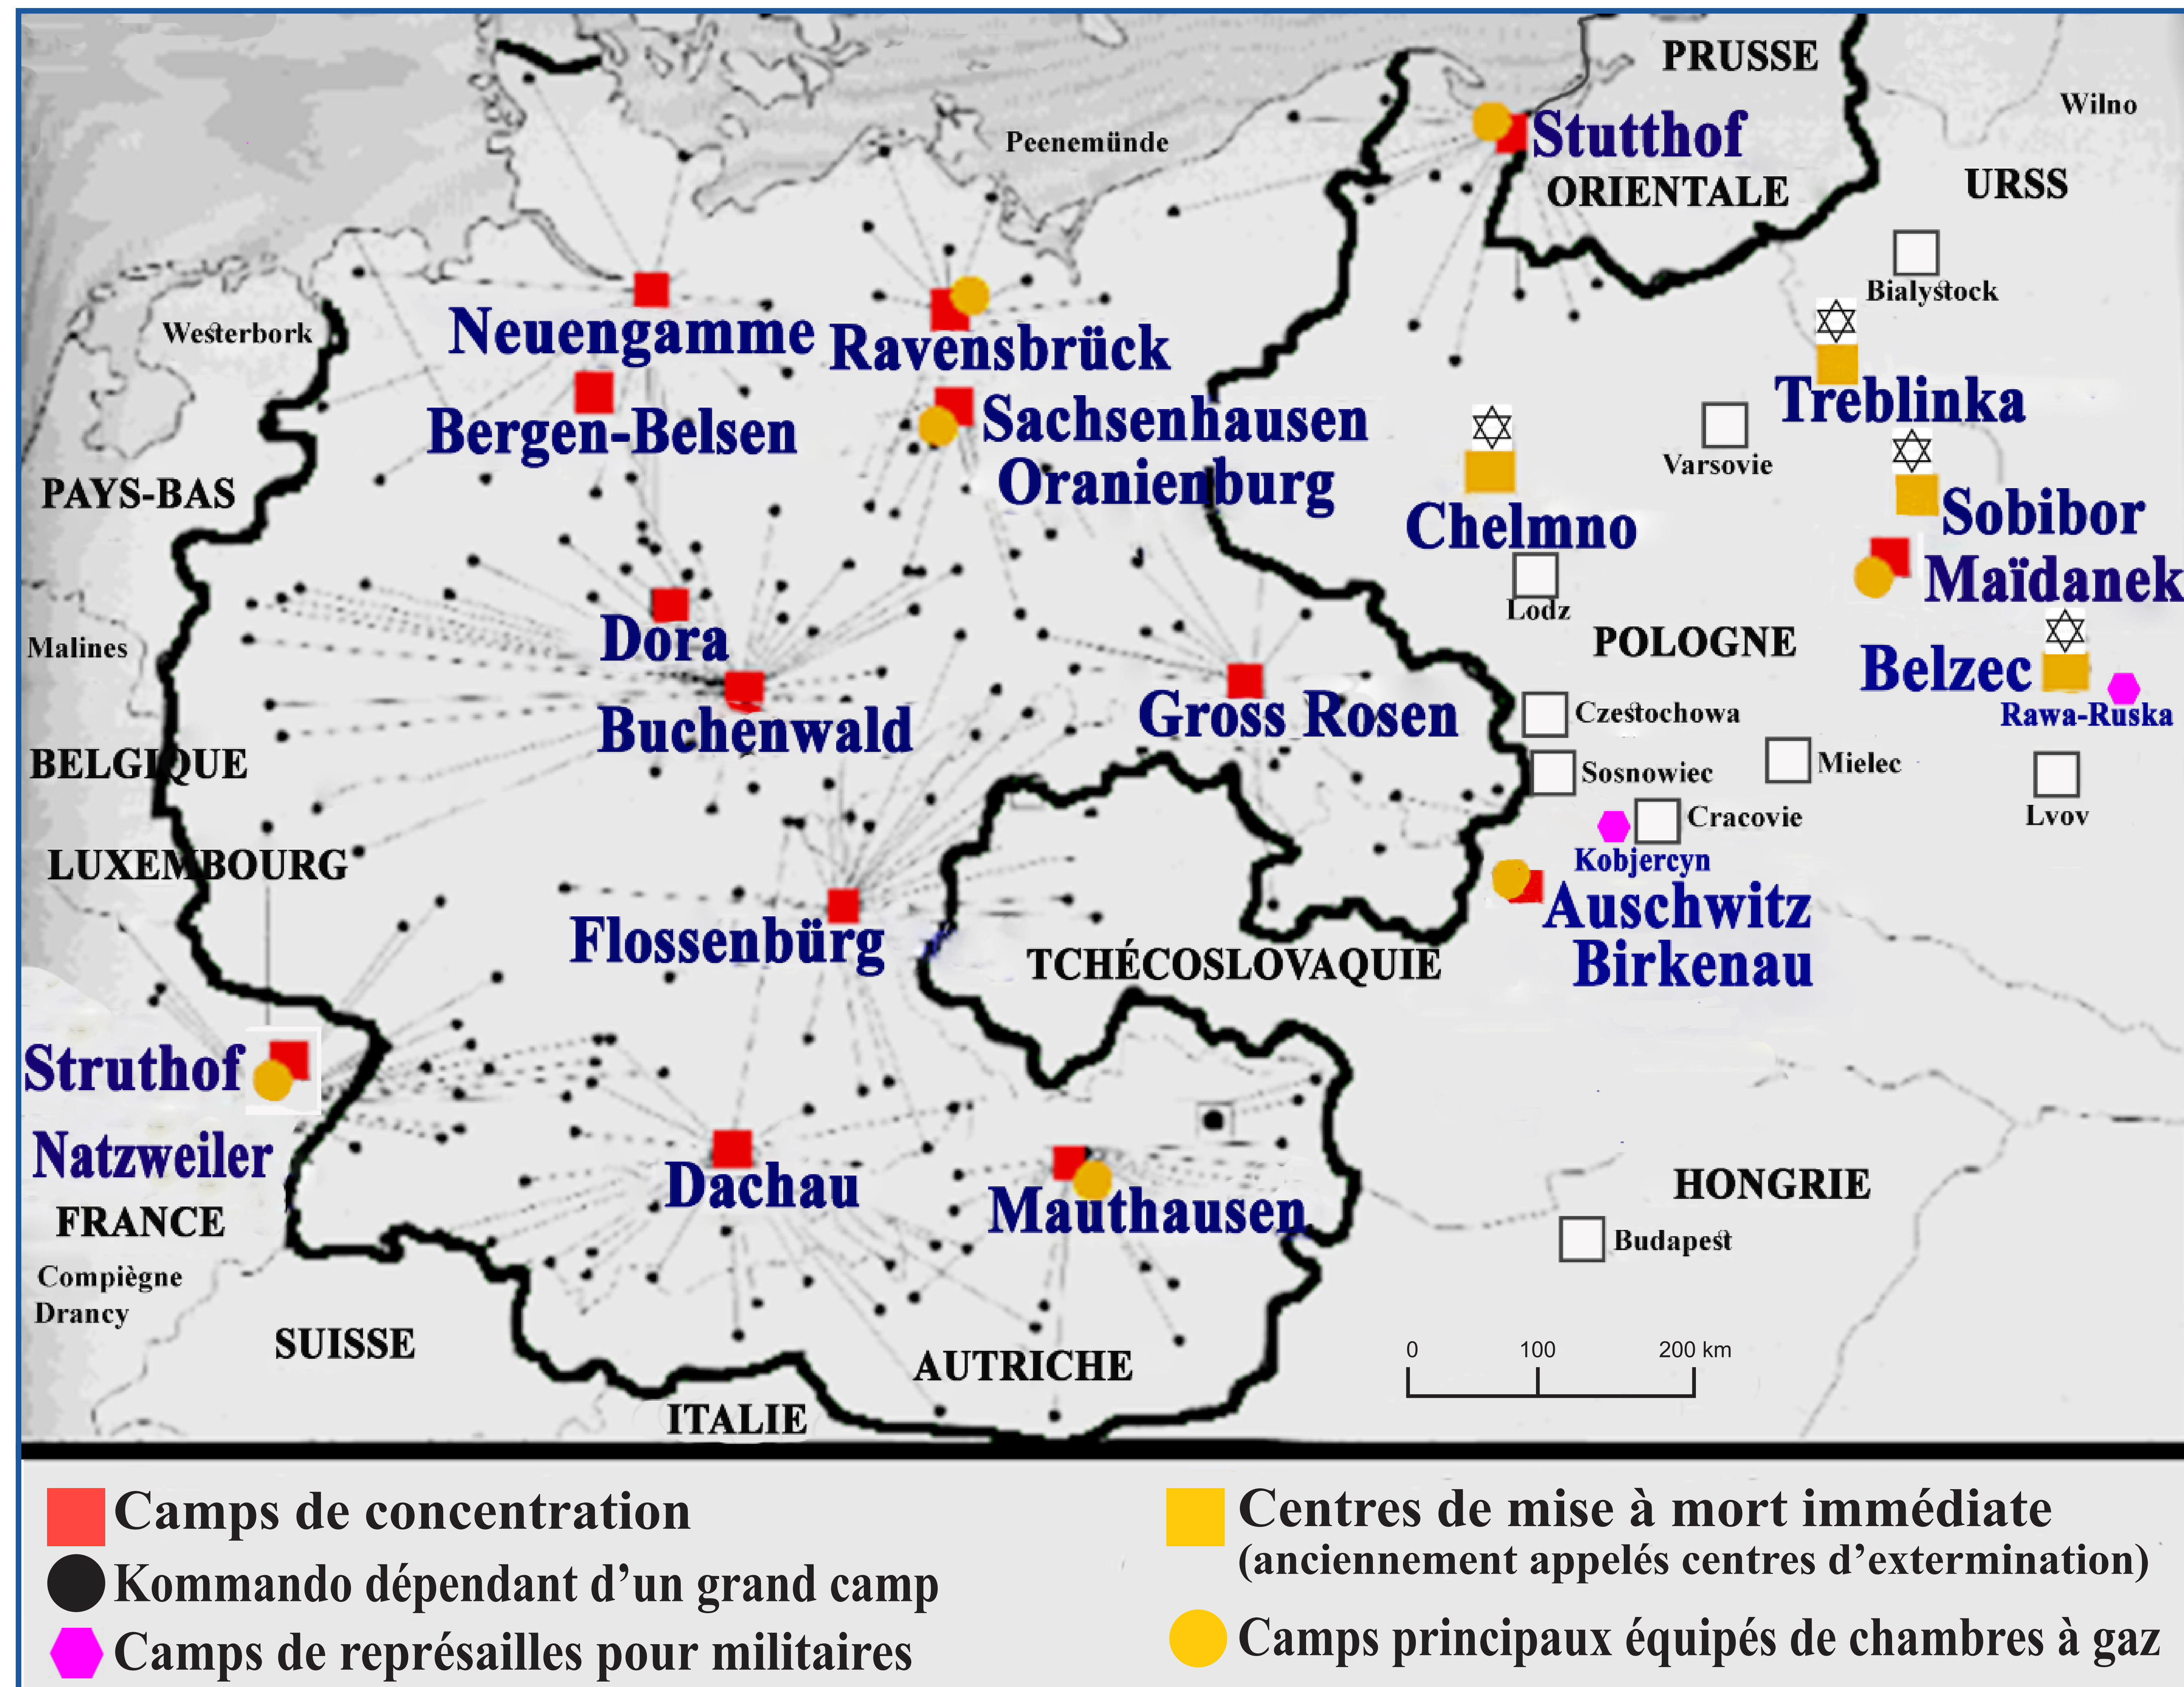 PRUSSE
Wilno
Stutthof
Peenemünde
ORIENTALE
URSS
Bialystock
Westerbork
Neuengamme
Ravensbrück
Treblinka
Bergen-Belsen
Sachsenhausen
Oranienburg
Varsovie
PAYS-BAS
Chelmno
Sobibor
Maïdanek
Lodz
Dora
Malines
POLOGNE
Belzec
Buchenwald
Gross Rosen
Czestochowa
Rawa-Ruska
BELGIQUE
Sosnowiec
Mielec
Cracovie
Lvov
LUXEMBOURG
Kobjercyn
Auschwitz
Birkenau
Flossenbürg
TCHÉCOSLOVAQUIE
Struthof
Natzweiler
Dachau
Mauthausen
HONGRIE
FRANCE
Budapest
Compiègne
Drancy
SUISSE
AUTRICHE
0 100 200 km
ITALIE
Camps de concentration
Kommando dépendant d’un grand camp
Camps de représailles pour militaires
Centres de mise à mort immédiate
(anciennement appelés centres d’extermination)
Camps principaux équipés de chambres à gaz